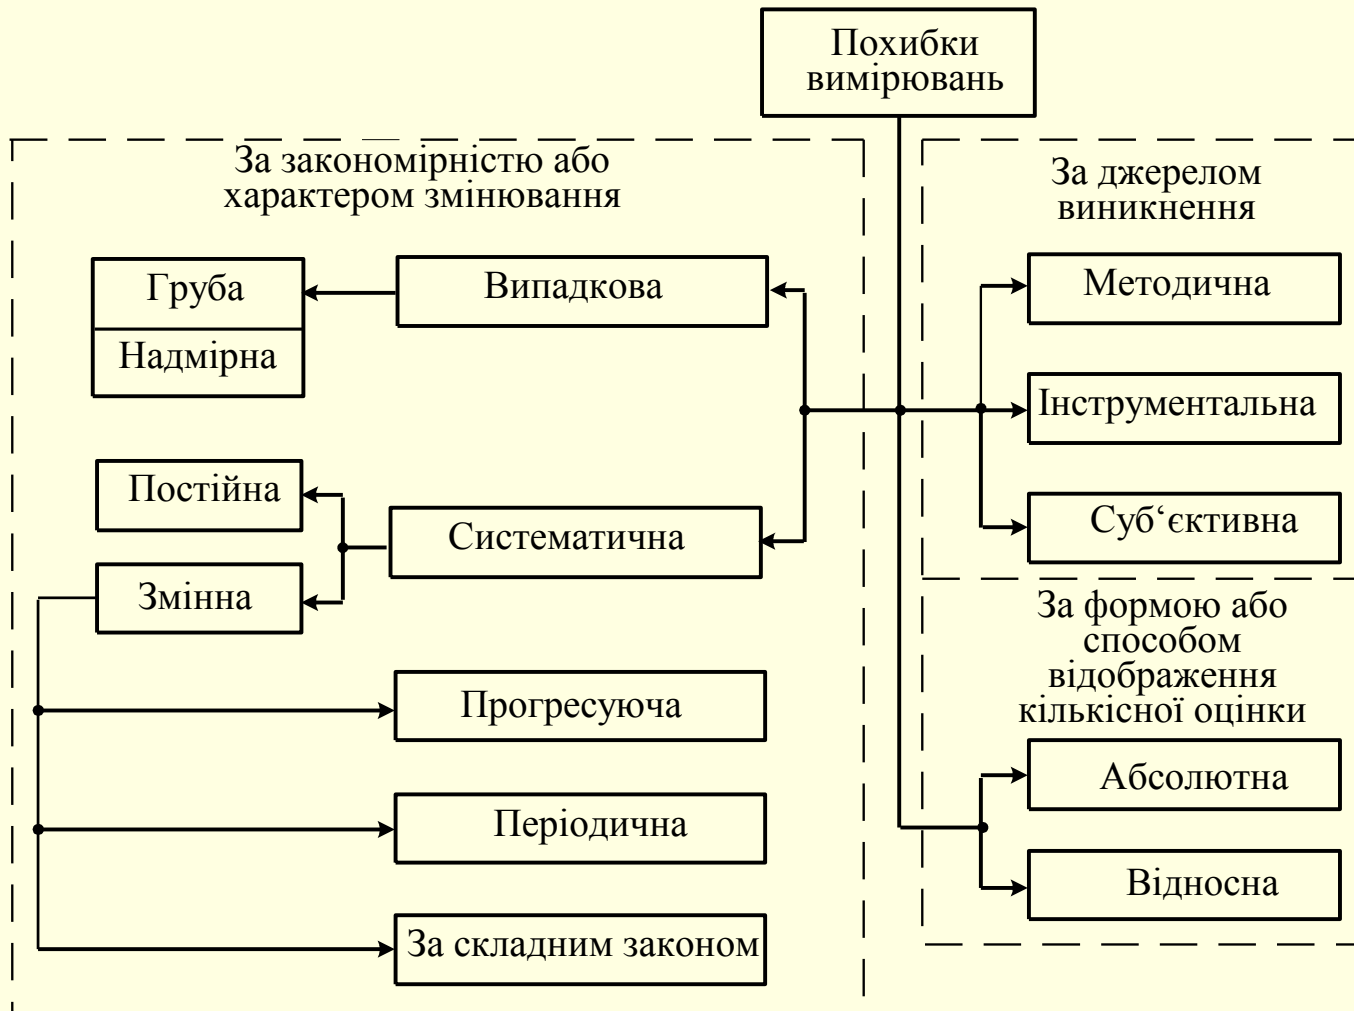 Похибки
вимірювань
За закономірністю або
характером змінювання
Груба
Надмірна
Випадкова
Постійна
Змінна
Систематична
Прогресуюча
Періодична
За складним законом
За джерелом
виникнення
Методична
Інструментальна
Суб‘єктивна
За формою або
способом
відображення
кількісної оцінки
Абсолютна
Відносна